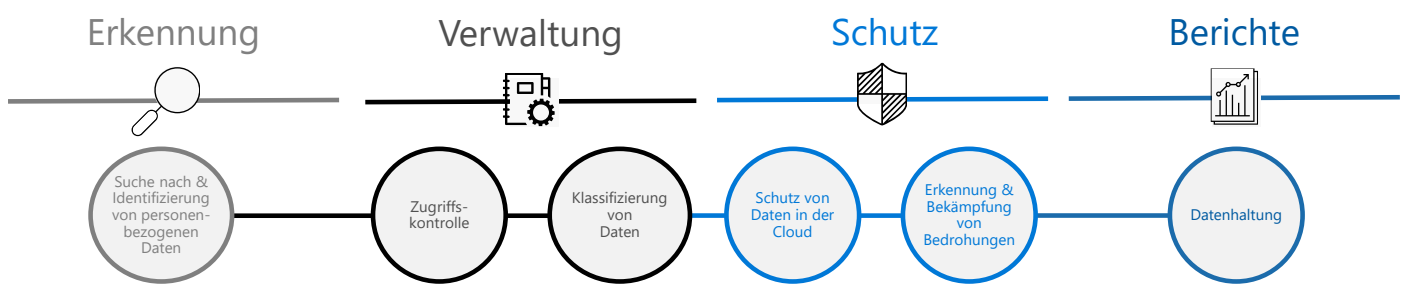 Erkennung
Verwaltung
Schutz
Berichte
Suche nach &
Identifizierung
von personen-
bezogenen
Daten
Zugriffs-
kontrolle
Klassifizierung
von
Daten
Schutz von
Daten in der
Cloud
Erkennung &
Bekämpfung
von
Bedrohungen
Datenhaltung